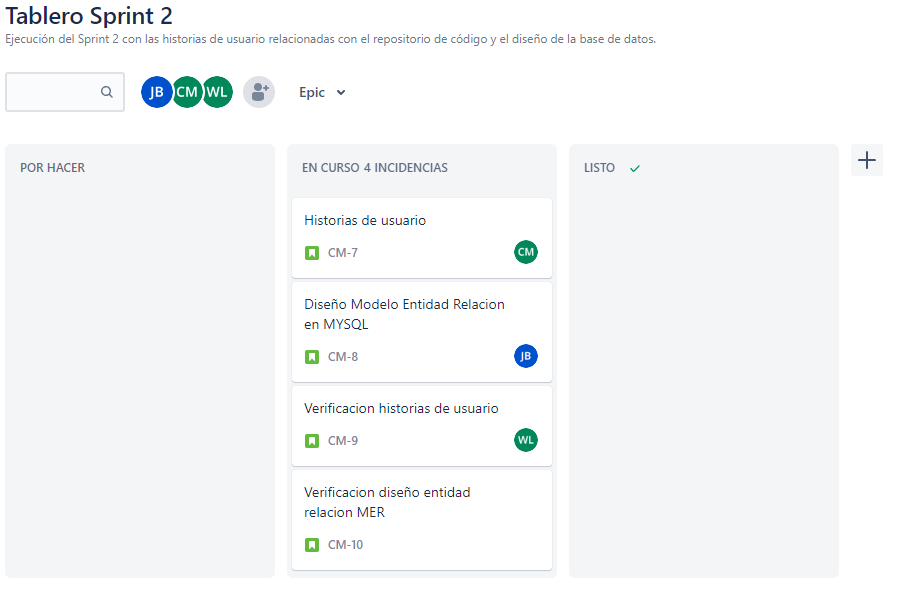 Tablero Sprint 2
Ejecución del Sprint 2 con las historias de usuario relacionadas con el repositorio de código y el diseño de la base de datos.
JB CM WL Epic
POR HACER
EN CURSO 4 INCIDENCIAS
Historias de usuario
CM-7 CM
Diseño Modelo Entidad Relacion
en MYSQL
CM-8 JB
Verificacion historias de usuario
CM-9 WL
Verificacion diseño entidad
relacion MER
CM-10
LISTO